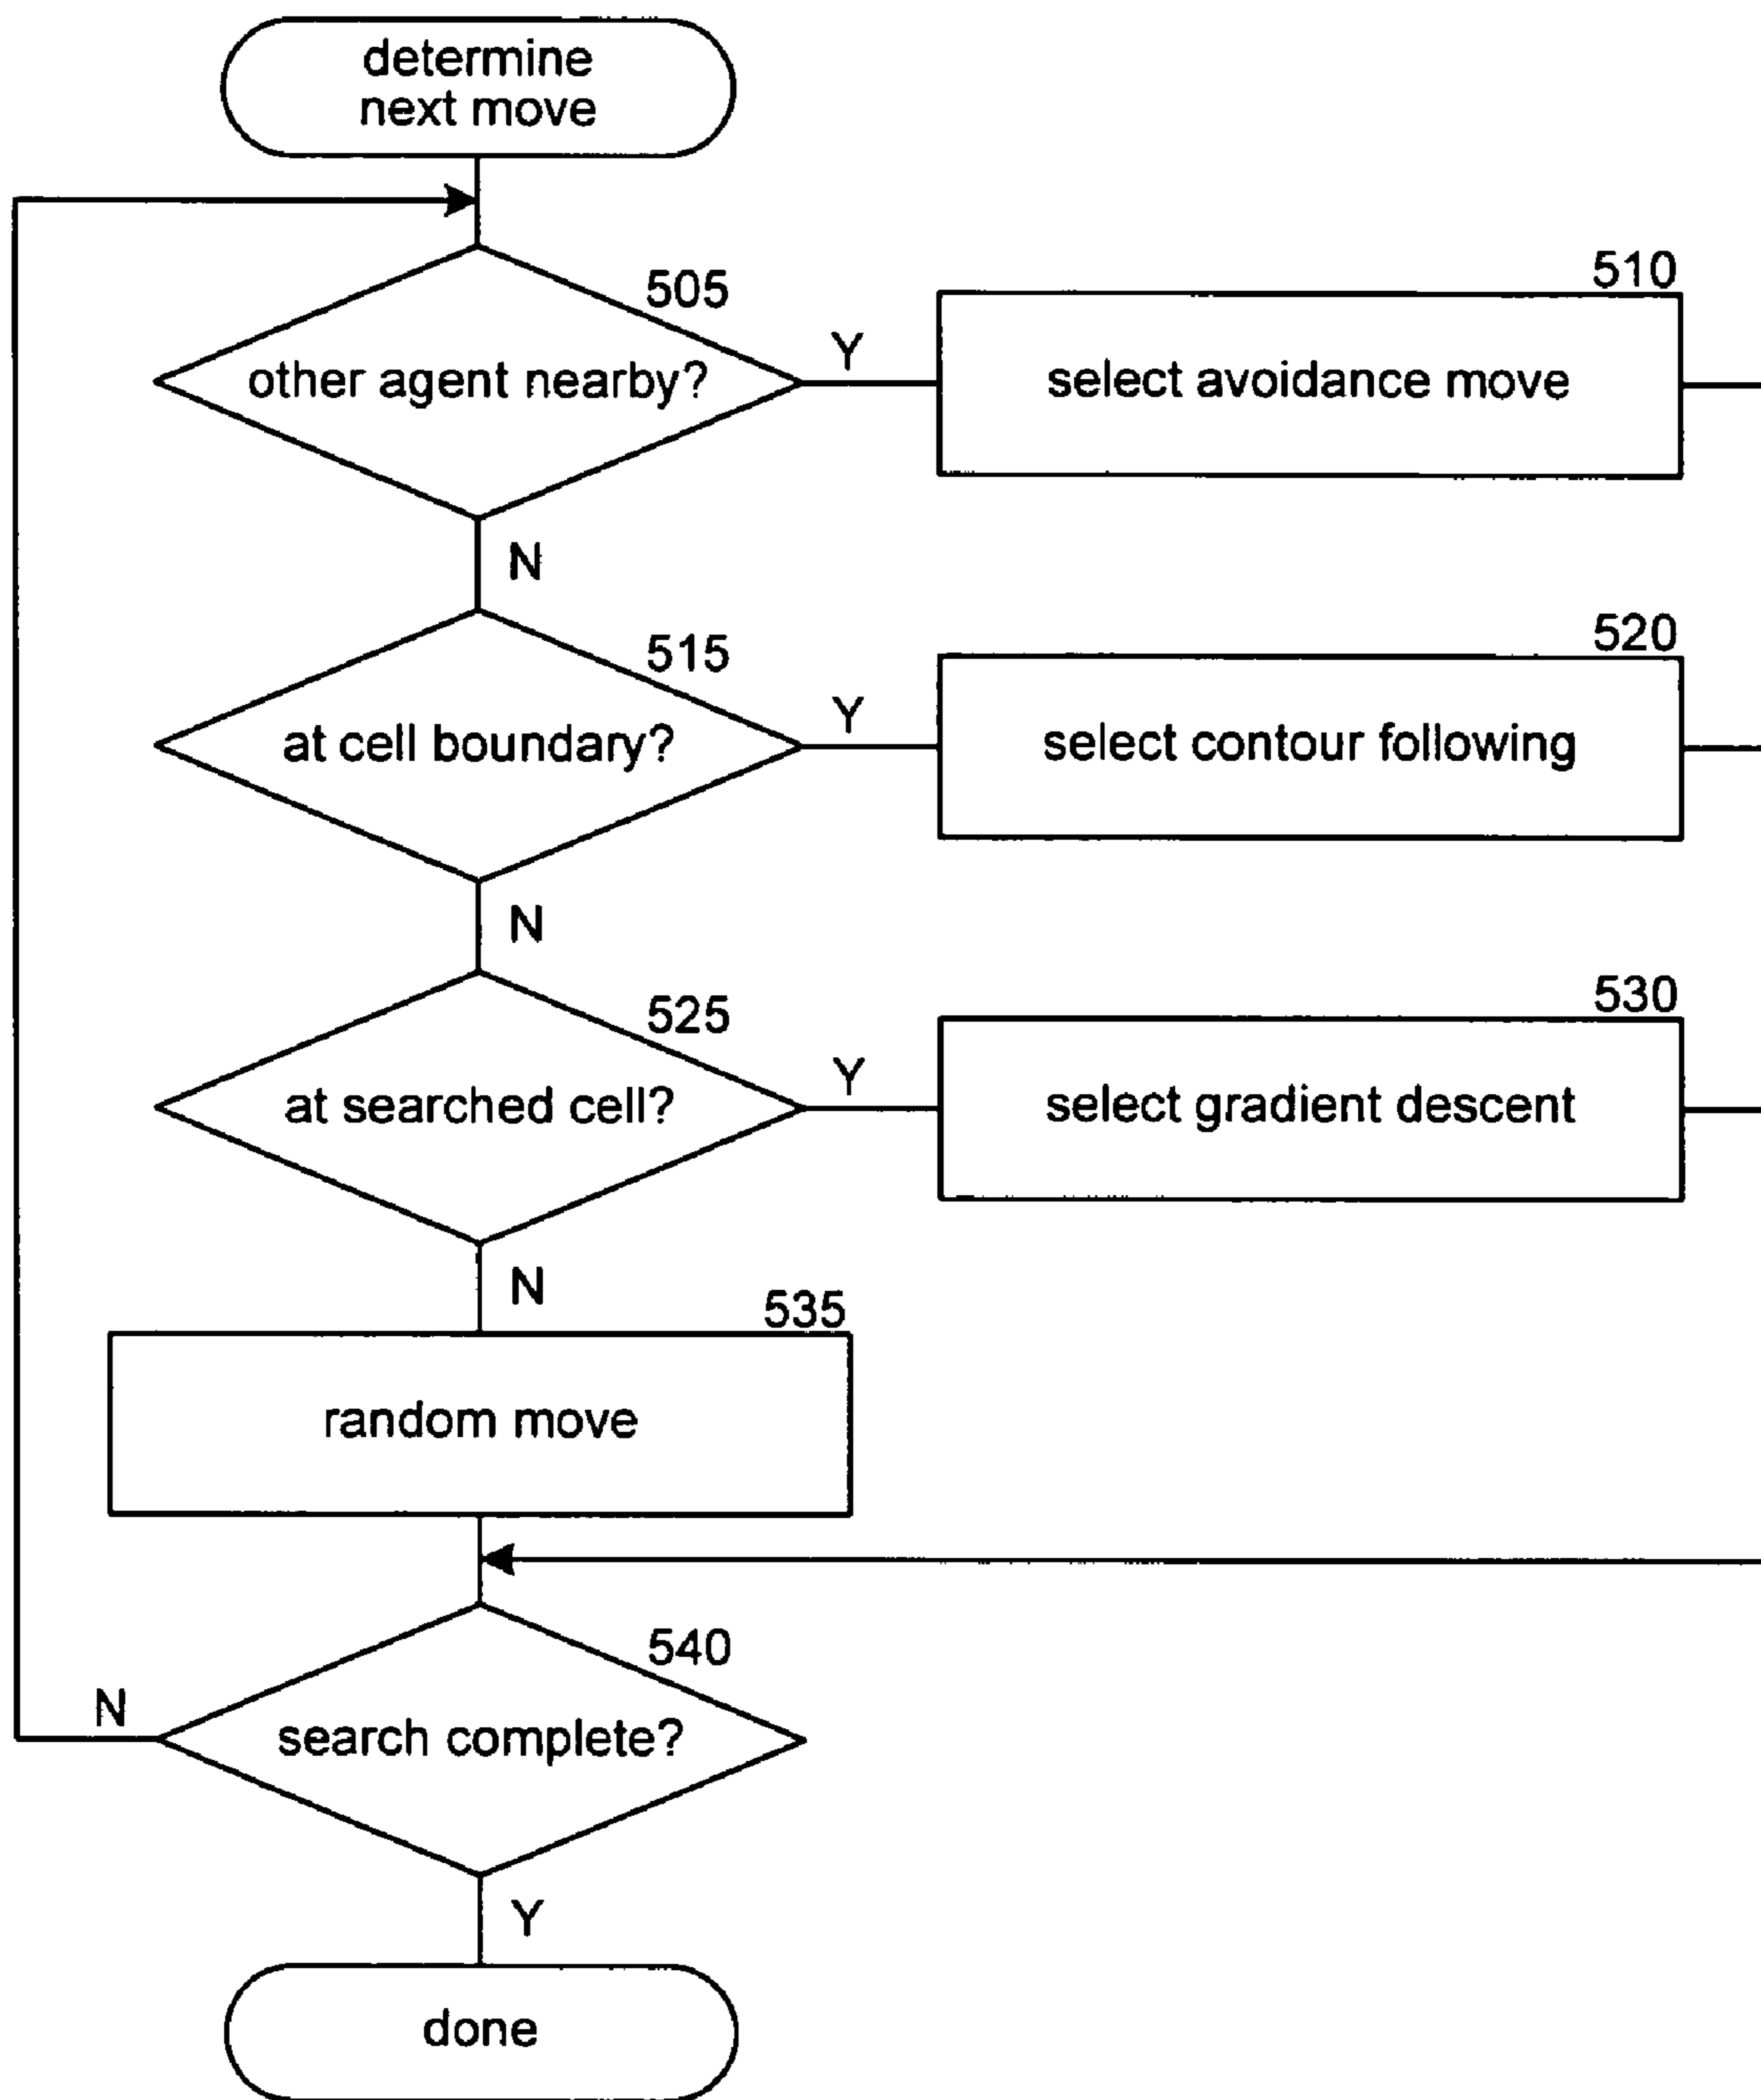 determine
next move
505
other agent nearby?
Y
510
select avoidance move
N
515
at cell boundary?
Y
520
select contour following
N
525
at searched cell?
Y
530
select gradient descent
N
535
random move
540
search complete?
N
Y
done